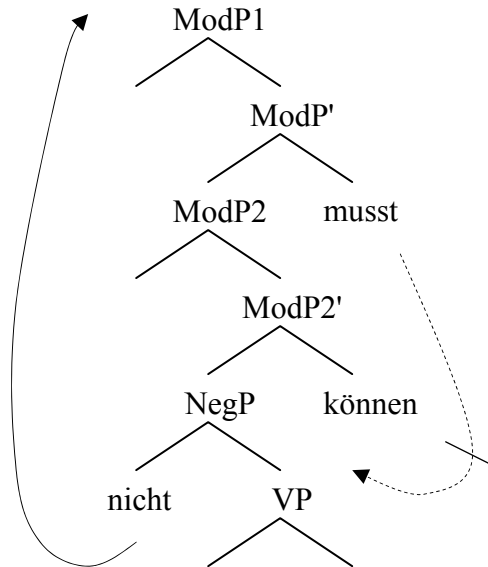 ModP1
ModP'
ModP2 musst
ModP2'
NegP können
nicht VP